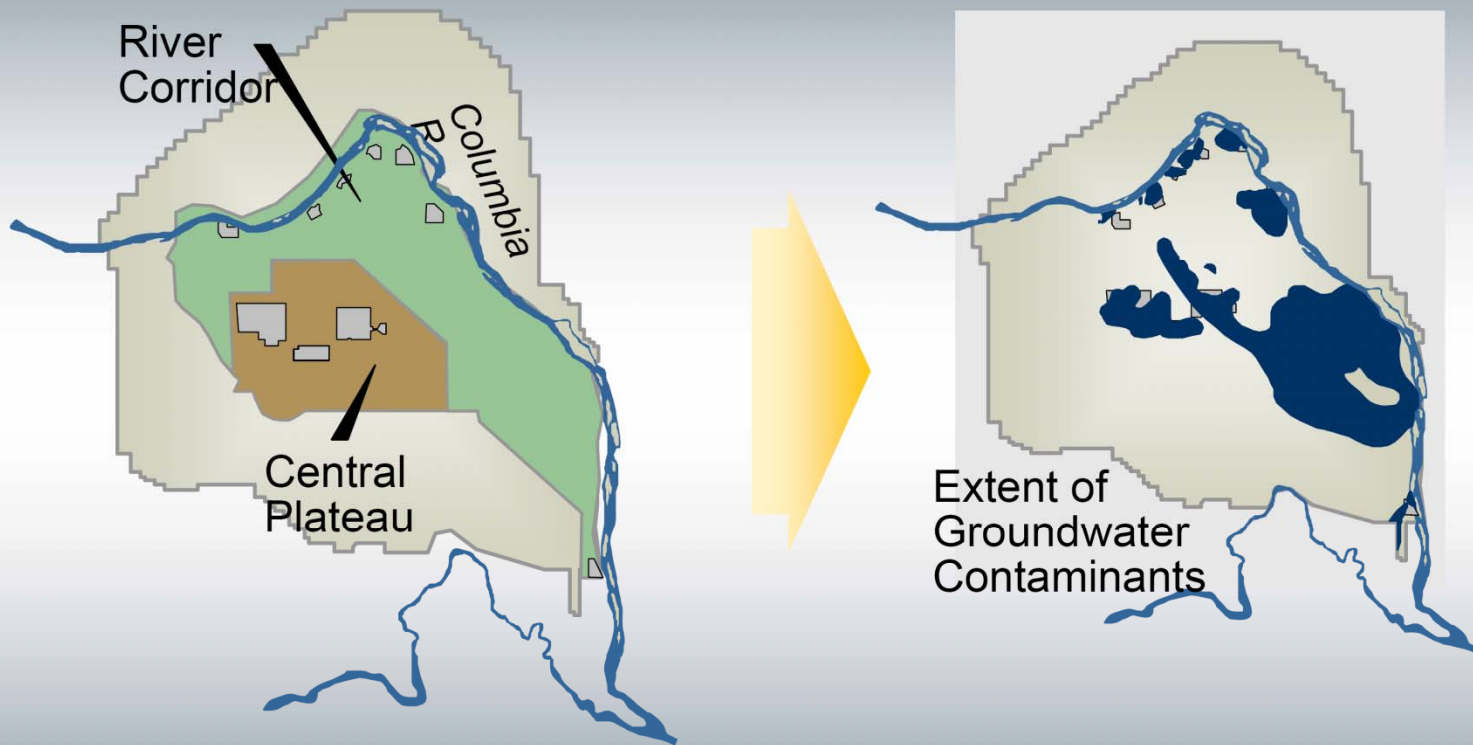 River
Corridor
Columbia
R
Central
Plateau
Extent of
Groundwater
Contaminants